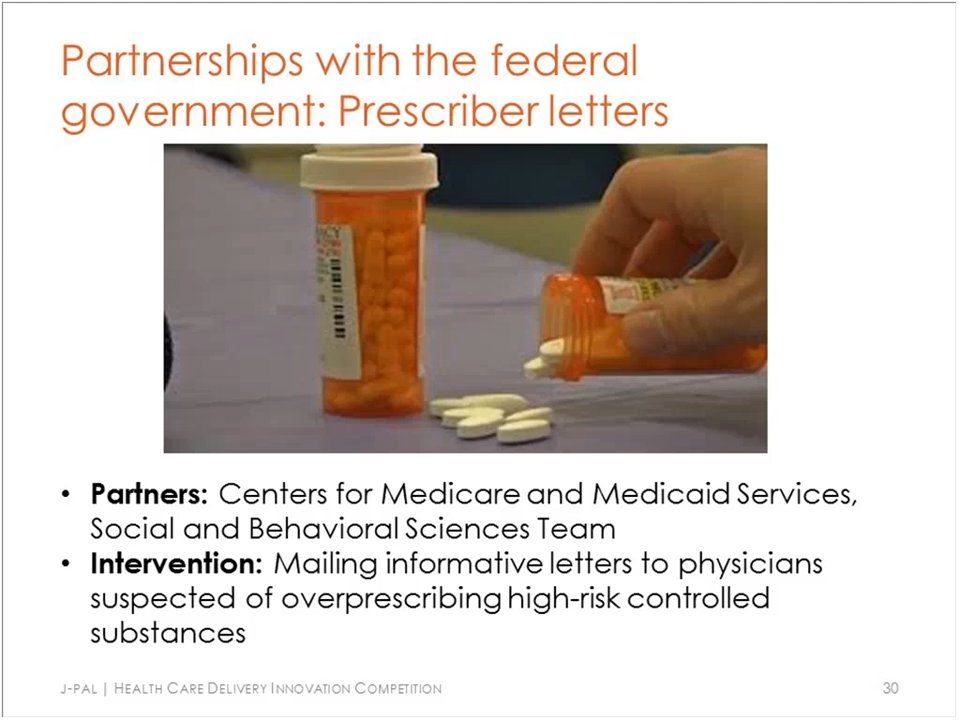 Partnerships with the federal
government: Prescriber letters
• Partners: Centers for Medicare and Medicaid Services,
Social and Behavioral Sciences Team
• Intervention: Mailing informative letters to physicians
suspected of overprescribing high-risk controlled
substances
J-PAL | HEALTH CARE DELIVERY INNOVATION COMPETITION
30